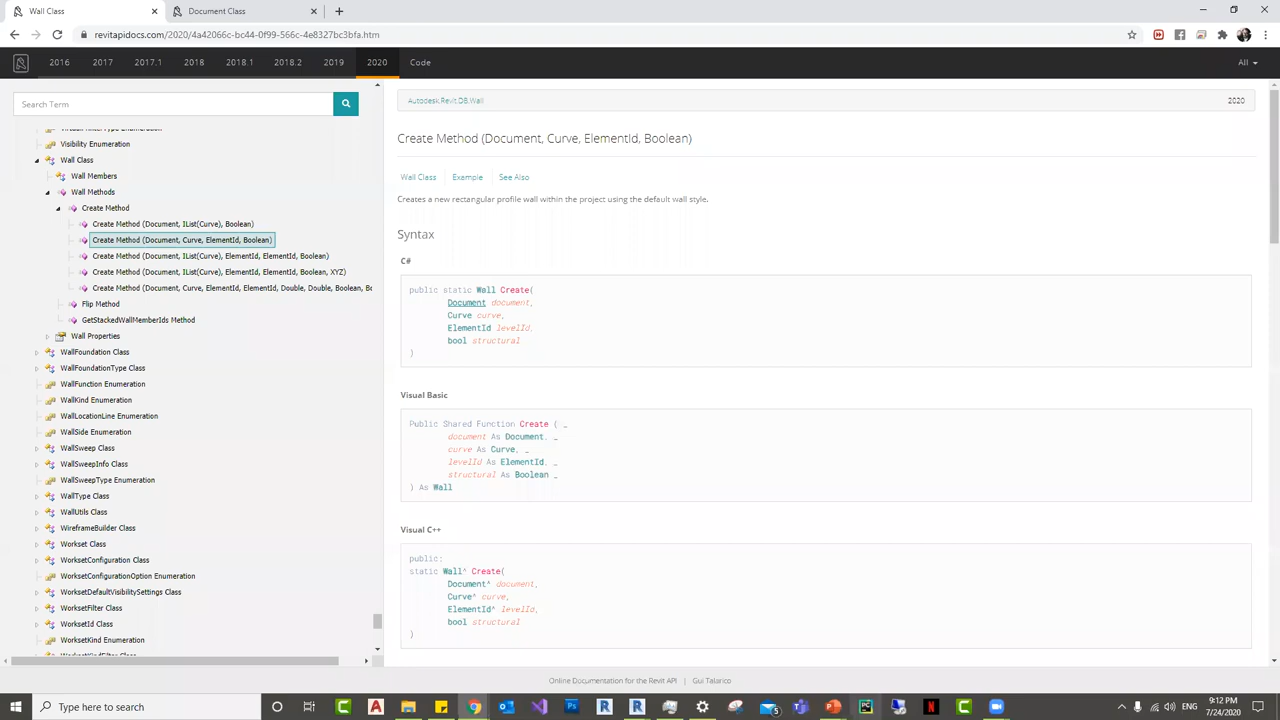 Wall Class
Document Class
revitapidocs.com/2020/4a42066c-bc44-0f99-566c-4e8327bc3bfa.htm
2016 2017 2017.1 2018 2018.1 2018.2 2019 2020 Code All
Search Term
Autodesk.Revit.DB.Wall 2020
Visibility Enumeration
Wall Class
Wall Members
Wall Methods
Create Method
Create Method (Document, IList(Curve), Boolean)
Create Method (Document, Curve, ElementId, Boolean)
Create Method (Document, IList(Curve), ElementId, ElementId, Boolean)
Create Method (Document, IList(Curve), ElementId, ElementId, Boolean, XYZ)
Create Method (Document, Curve, ElementId, ElementId, Double, Double, Boolean, Bo
Flip Method
GetStackedWallMemberIds Method
Wall Properties
WallFoundation Class
WallFoundationType Class
WallFunction Enumeration
WallKind Enumeration
WallLocationLine Enumeration
WallSide Enumeration
WallSweep Class
WallSweepInfo Class
WallSweepType Enumeration
WallType Class
WallUtils Class
WireframeBuilder Class
Workset Class
WorksetConfiguration Class
WorksetConfigurationOption Enumeration
WorksetDefaultVisibilitySettings Class
WorksetFilter Class
WorksetId Class
WorksetKind Enumeration
Create Method (Document, Curve, ElementId, Boolean)
Wall Class Example See Also
Creates a new rectangular profile wall within the project using the default wall style.
Syntax
C#
public static Wall Create(
Document document,
Curve curve,
ElementId levelId,
bool structural
)
Visual Basic
Public Shared Function Create ( _
document As Document, _
curve As Curve, _
levelId As ElementId, _
structural As Boolean _
) As Wall
Visual C++
public:
static Wall^ Create(
Document^ document,
Curve^ curve,
ElementId^ levelId,
bool structural
)
Online Documentation for the Revit API | Gui Talarico
Type here to search
9:12 PM
7/24/2020